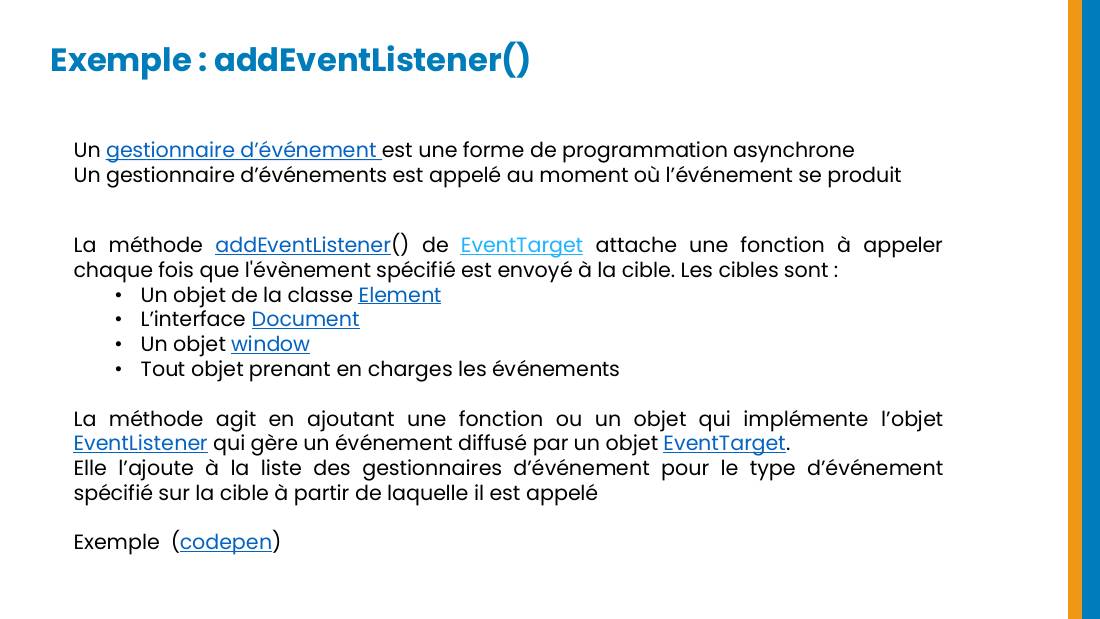 Exemple : addEventListener()
Un gestionnaire d’événement est une forme de programmation asynchrone
Un gestionnaire d’événements est appelé au moment où l’événement se produit
La méthode addEventListener() de EventTarget attache une fonction à appeler
chaque fois que l'évènement spécifié est envoyé à la cible. Les cibles sont :
• Un objet de la classe Element
• L’interface Document
• Un objet window
• Tout objet prenant en charges les événements
La méthode agit en ajoutant une fonction ou un objet qui implémente l’objet
EventListener qui gère un événement diffusé par un objet EventTarget.
Elle l’ajoute à la liste des gestionnaires d’événement pour le type d’événement
spécifié sur la cible à partir de laquelle il est appelé
Exemple (codepen)